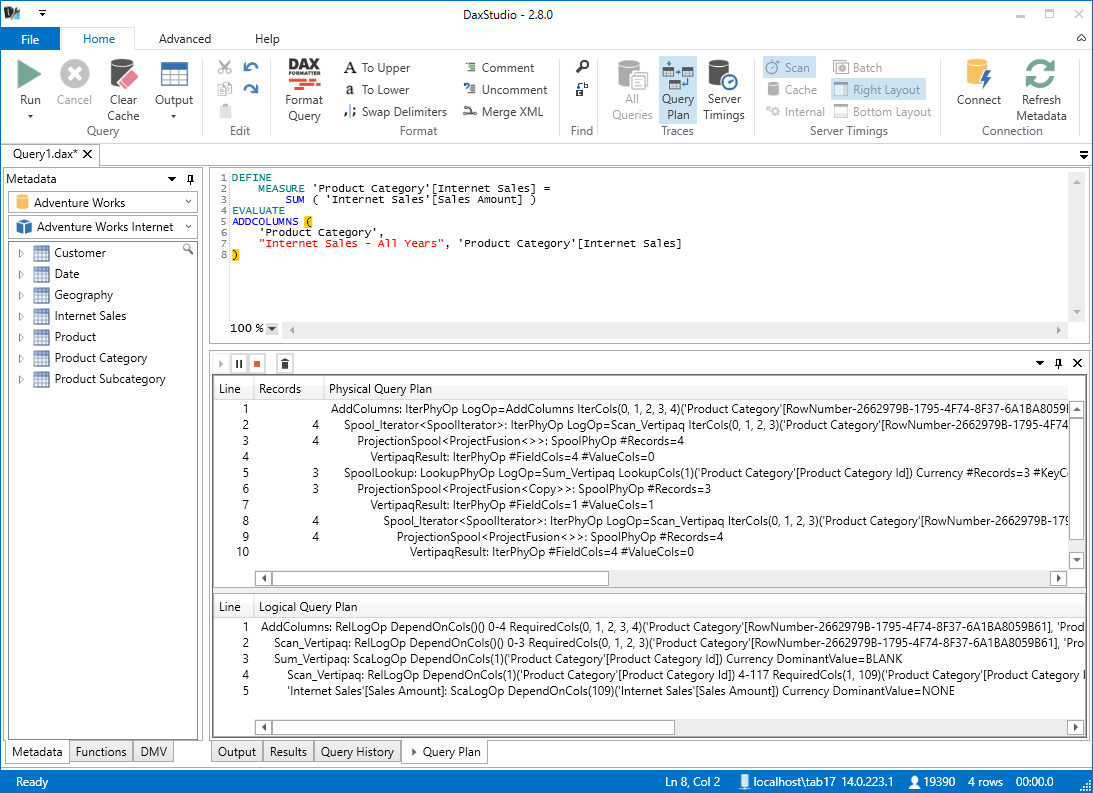 DaxStudio - 2.8.0
File Home Advanced Help
Run
Cancel
Clear Cache
Output
Query
Edit
DAX FORMATTER
Format Query
To Upper
To Lower
Swap Delimiters
Comment
Uncomment
Merge XML
Format
Find
All Queries
Query Plan
Server Timings
Traces
Scan
Cache
Internal
Batch
Right Layout
Bottom Layout
Server Timings
Connect
Refresh Metadata
Connection
Query1.dax*
Metadata
Adventure Works
Adventure Works Internet
Customer
Date
Geography
Internet Sales
Product
Product Category
Product Subcategory
1 DEFINE
2 MEASURE 'Product Category'[Internet Sales] =
3 SUM ( 'Internet Sales'[Sales Amount] )
4 EVALUATE
5 ADDCOLUMNS (
6 'Product Category',
7 "Internet Sales - All Years", 'Product Category'[Internet Sales]
8 )
100 %
Line Records Physical Query Plan
1 AddColumns: IterPhyOp LogOp=AddColumns IterCols(0, 1, 2, 3, 4)('Product Category'[RowNumber-2662979B-1795-4F74-8F37-6A1BA8059B
2 4 Spool_Iterator<SpoolIterator>: IterPhyOp LogOp=Scan_Vertipaq IterCols(0, 1, 2, 3)('Product Category'[RowNumber-2662979B-1795-4F74
3 4 ProjectionSpool<ProjectFusion<>>: SpoolPhyOp #Records=4
4 VertipaqResult: IterPhyOp #FieldCols=4 #ValueCols=0
5 3 SpoolLookup: LookupPhyOp LogOp=Sum_Vertipaq LookupCols(1)('Product Category'[Product Category Id]) Currency #Records=3 #KeyC
6 3 ProjectionSpool<ProjectFusion<Copy>>: SpoolPhyOp #Records=3
7 VertipaqResult: IterPhyOp #FieldCols=1 #ValueCols=1
8 4 Spool_Iterator<SpoolIterator>: IterPhyOp LogOp=Scan_Vertipaq IterCols(0, 1, 2, 3)('Product Category'[RowNumber-2662979B-179
9 4 ProjectionSpool<ProjectFusion<>>: SpoolPhyOp #Records=4
10 VertipaqResult: IterPhyOp #FieldCols=4 #ValueCols=0
Line Logical Query Plan
1 AddColumns: RelLogOp DependOnCols()() 0-4 RequiredCols(0, 1, 2, 3, 4)('Product Category'[RowNumber-2662979B-1795-4F74-8F37-6A1BA8059B61], 'Prod
2 Scan_Vertipaq: RelLogOp DependOnCols()() 0-3 RequiredCols(0, 1, 2, 3)('Product Category'[RowNumber-2662979B-1795-4F74-8F37-6A1BA8059B61], 'Pro
3 Sum_Vertipaq: ScaLogOp DependOnCols(1)('Product Category'[Product Category Id]) Currency DominantValue=BLANK
4 Scan_Vertipaq: RelLogOp DependOnCols(1)('Product Category'[Product Category Id]) 4-117 RequiredCols(1, 109)('Product Category'[Product Category I
5 'Internet Sales'[Sales Amount]: ScaLogOp DependOnCols(109)('Internet Sales'[Sales Amount]) Currency DominantValue=NONE
Metadata Functions DMV
Output Results Query History Query Plan
Ready
Ln 8, Col 2 localhost\tab17 14.0.223.1 19390 4 rows 00:00.0